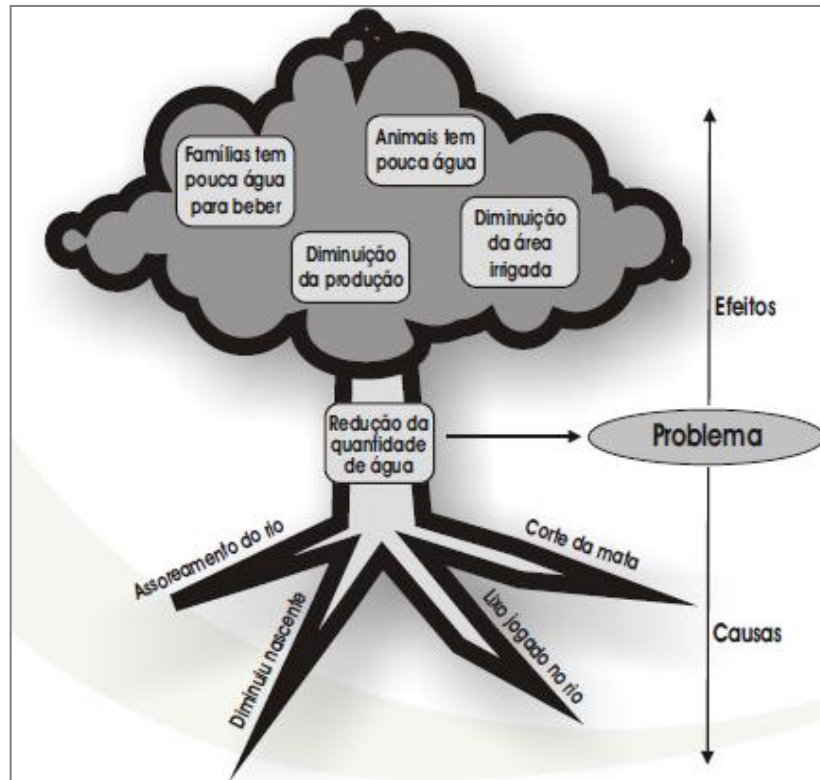 Famílias tem
pouca água
para beber
Animais tem
pouca água
Diminuição
da produção
Diminuição
da área
irrigada
Efeitos
Redução da
quantidade
de água
Problema
Assoreamento do rio
Diminuiu nascente
Lixo jogado no rio
Corte da mata
Causas